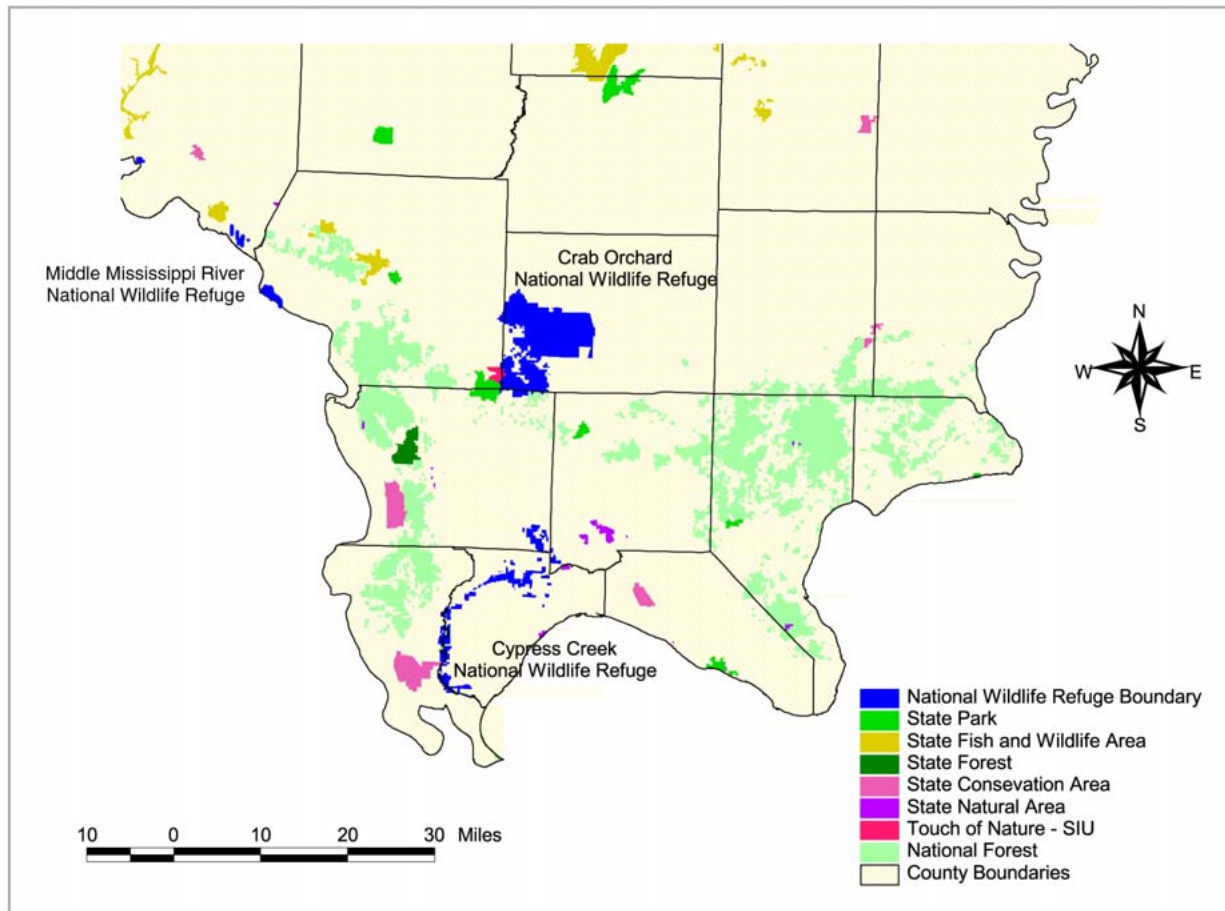 Crab Orchard
National Wildlife Refuge
Middle Mississippi River
National Wildlife Refuge
N
W
E
S
Cypress Creek
National Wildlife Refuge
National Wildlife Refuge Boundary
State Park
State Fish and Wildlife Area
State Forest
State Consevation Area
State Natural Area
Touch of Nature - SIU
National Forest
County Boundaries
10 0 10 20 30 Miles